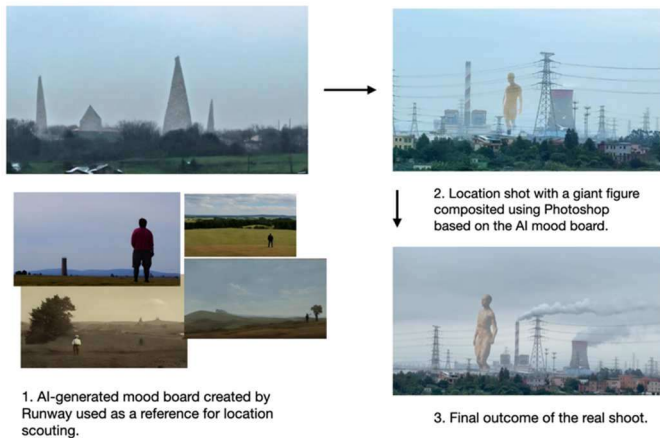 1. AI-generated mood board created by
Runway used as a reference for location
scouting.
2. Location shot with a giant figure
composited using Photoshop
based on the AI mood board.
3. Final outcome of the real shoot.